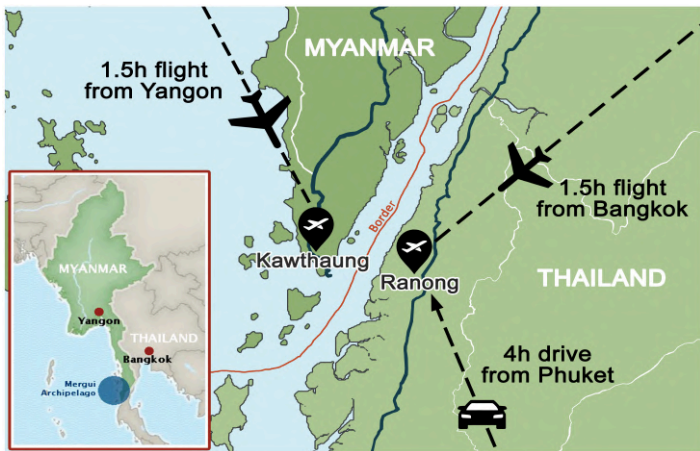 MYANMAR
1.5h flight
from Yangon
1.5h flight
from Bangkok
Border
Kawthaung
Ranong
THAILAND
4h drive
from Phuket
MYANMAR
Yangon
THAILAND
Bangkok
Mergui
Archipelago